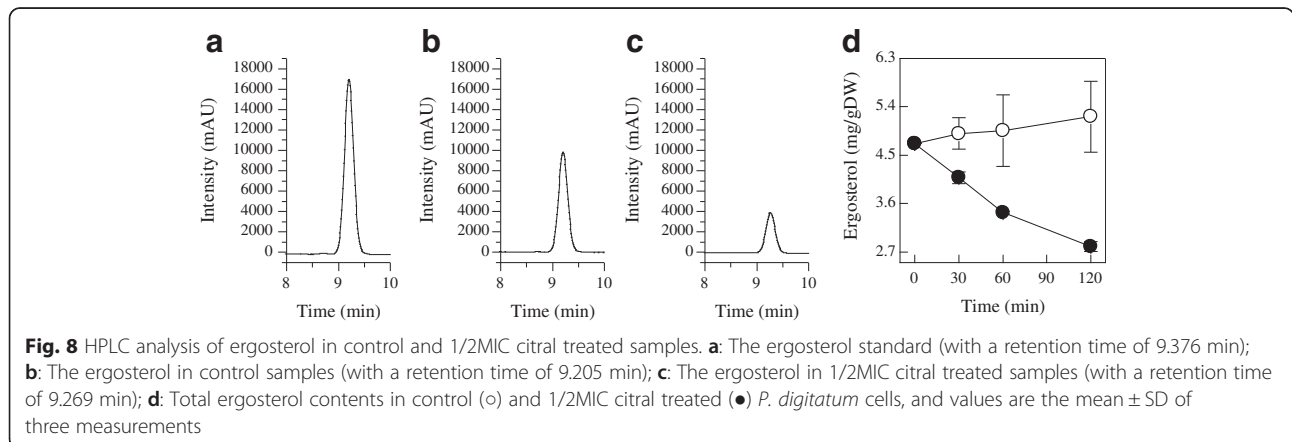 a b c d
18000 18000 18000 6.3
16000 16000 16000
14000 14000 14000 5.4
12000 12000 12000
10000 10000 10000 4.5
8000 8000 8000
6000 6000 6000 3.6
4000 4000 4000
2000 2000 2000
0 0 0 2.7
Intensity (mAU) Intensity (mAU) Intensity (mAU) Ergosterol (mg/gDW)
8 9 10 8 9 10 8 9 10 0 30 60 90 120
Time (min) Time (min) Time (min) Time (min)
Fig. 8 HPLC analysis of ergosterol in control and 1/2MIC citral treated samples. a: The ergosterol standard (with a retention time of 9.376 min);
b: The ergosterol in control samples (with a retention time of 9.205 min); c: The ergosterol in 1/2MIC citral treated samples (with a retention time
of 9.269 min); d: Total ergosterol contents in control (○) and 1/2MIC citral treated (●) P. digitatum cells, and values are the mean ± SD of
three measurements